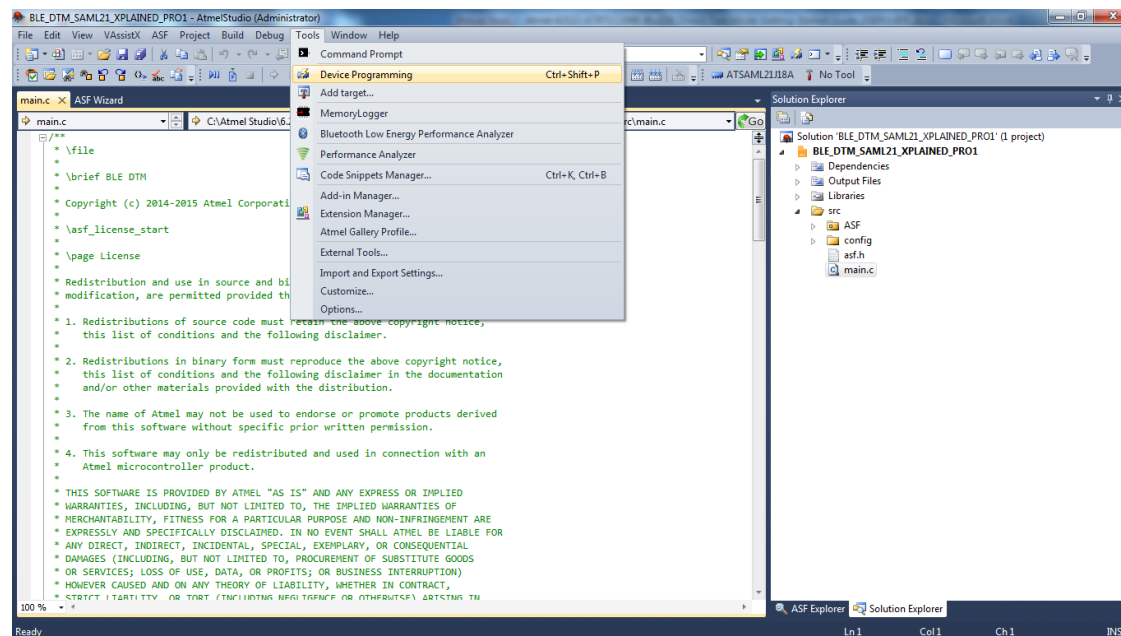 BLE_DTM_SAML21_XPLAINED_PRO1 - AtmelStudio (Administrator)
File Edit View VAssistX ASF Project Build Debug Tools Window Help
Command Prompt
Device Programming Ctrl+Shift+P
Add target...
MemoryLogger
Bluetooth Low Energy Performance Analyzer
Performance Analyzer
Code Snippets Manager... Ctrl+K, Ctrl+B
Add-in Manager...
Extension Manager...
Atmel Gallery Profile...
External Tools...
Import and Export Settings...
Customize...
Options...
ATSAML21J18A No Tool
main.c ASF Wizard
main.c C:\Atmel Studio\6. rc\main.c Go
/**
* \file
*
* \brief BLE DTM
*
* Copyright (c) 2014-2015 Atmel Corporati
*
* \asf_license_start
*
* \page License
*
* Redistribution and use in source and bi
* modification, are permitted provided th
*
* 1. Redistributions of source code must retain the above copyright notice,
* this list of conditions and the following disclaimer.
*
* 2. Redistributions in binary form must reproduce the above copyright notice,
* this list of conditions and the following disclaimer in the documentation
* and/or other materials provided with the distribution.
*
* 3. The name of Atmel may not be used to endorse or promote products derived
* from this software without specific prior written permission.
*
* 4. This software may only be redistributed and used in connection with an
* Atmel microcontroller product.
*
* THIS SOFTWARE IS PROVIDED BY ATMEL "AS IS" AND ANY EXPRESS OR IMPLIED
* WARRANTIES, INCLUDING, BUT NOT LIMITED TO, THE IMPLIED WARRANTIES OF
* MERCHANTABILITY, FITNESS FOR A PARTICULAR PURPOSE AND NON-INFRINGEMENT ARE
* EXPRESSLY AND SPECIFICALLY DISCLAIMED. IN NO EVENT SHALL ATMEL BE LIABLE FOR
* ANY DIRECT, INDIRECT, INCIDENTAL, SPECIAL, EXEMPLARY, OR CONSEQUENTIAL
* DAMAGES (INCLUDING, BUT NOT LIMITED TO, PROCUREMENT OF SUBSTITUTE GOODS
* OR SERVICES; LOSS OF USE, DATA, OR PROFITS; OR BUSINESS INTERRUPTION)
* HOWEVER CAUSED AND ON ANY THEORY OF LIABILITY, WHETHER IN CONTRACT,
* STRICT LIABILITY, OR TORT (INCLUDING NEGLIGENCE OR OTHERWISE) ARISING IN
100 %
Solution Explorer
Solution 'BLE_DTM_SAML21_XPLAINED_PRO1' (1 project)
BLE_DTM_SAML21_XPLAINED_PRO1
Dependencies
Output Files
Libraries
src
ASF
config
asf.h
main.c
ASF Explorer Solution Explorer
Ready Ln 1 Col 1 Ch 1 INS